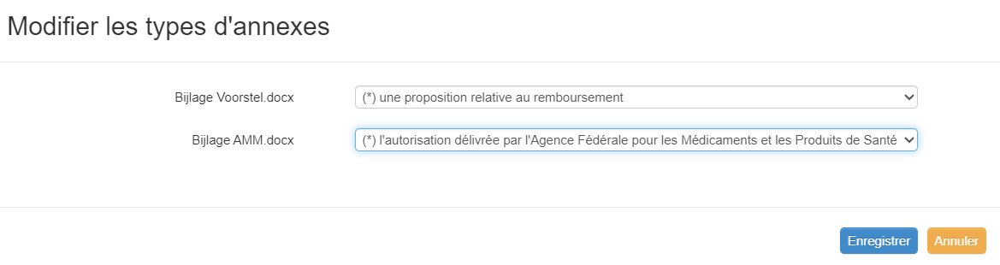 Modifier les types d'annexes
Bijlage Voorstel.docx (*) une proposition relative au remboursement
Bijlage AMM.docx (*) l'autorisation délivrée par l'Agence Fédérale pour les Médicaments et les Produits de Santé
Enregistrer Annuler